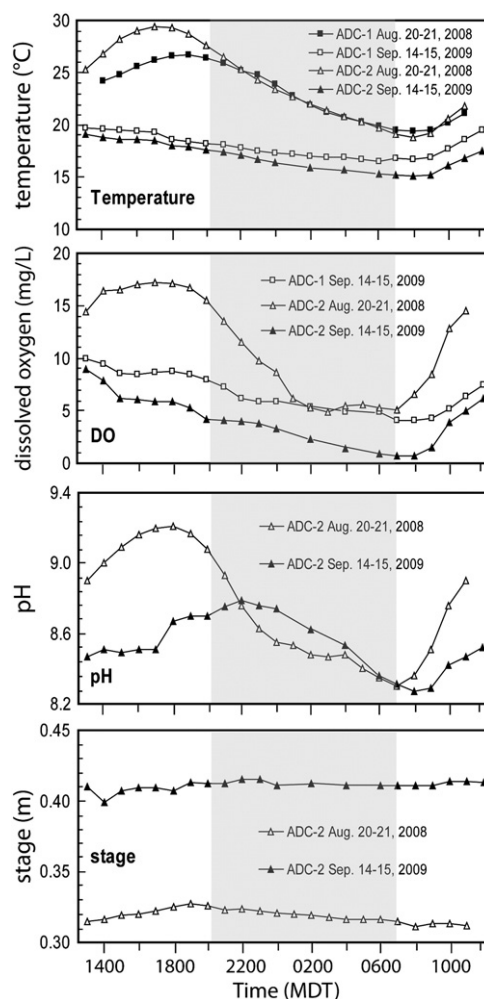 30
25
20
15
10
temperature (°C)
ADC-1 Aug. 20-21, 2008
ADC-1 Sep. 14-15, 2009
ADC-2 Aug. 20-21, 2008
ADC-2 Sep. 14-15, 2009
Temperature
20
15
10
5
0
dissolved oxygen (mg/L)
ADC-1 Sep. 14-15, 2009
ADC-2 Aug. 20-21, 2008
ADC-2 Sep. 14-15, 2009
DO
9.4
9.0
8.6
8.2
pH
ADC-2 Aug. 20-21, 2008
ADC-2 Sep. 14-15, 2009
pH
0.45
0.40
0.35
0.30
stage (m)
stage
ADC-2 Aug. 20-21, 2008
ADC-2 Sep. 14-15, 2009
1400 1800 2200 0200 0600 1000
Time (MDT)